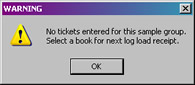 WARNING
No tickets entered for this sample group.
Select a book for next log load receipt.
OK